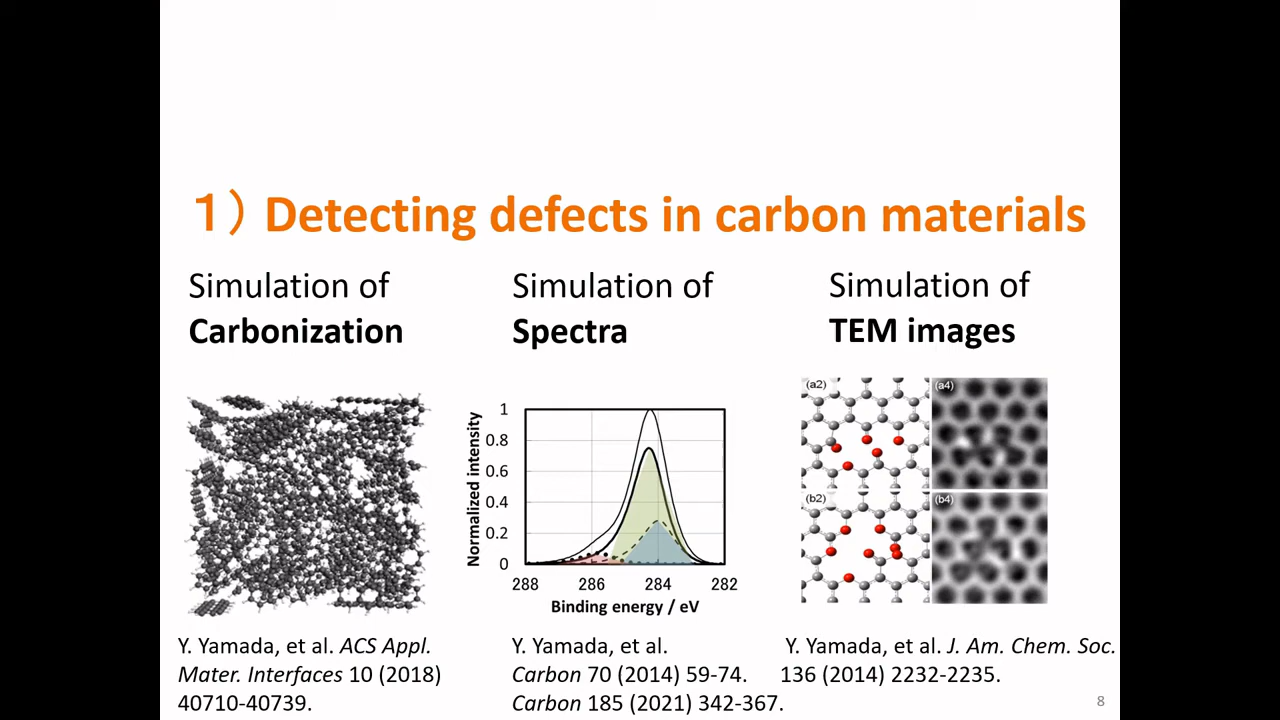 １）Detecting defects in carbon materials
Simulation of
Carbonization
Simulation of
Spectra
Simulation of
TEM images
Normalized intensity
1
0.8
0.6
0.4
0.2
0
288
286
284
282
Binding energy / eV
(a2)
(a4)
(b2)
(b4)
Y. Yamada, et al. ACS Appl.
Mater. Interfaces 10 (2018)
40710-40739.
Y. Yamada, et al.
Carbon 70 (2014) 59-74.
Carbon 185 (2021) 342-367.
Y. Yamada, et al. J. Am. Chem. Soc.
136 (2014) 2232-2235.
8